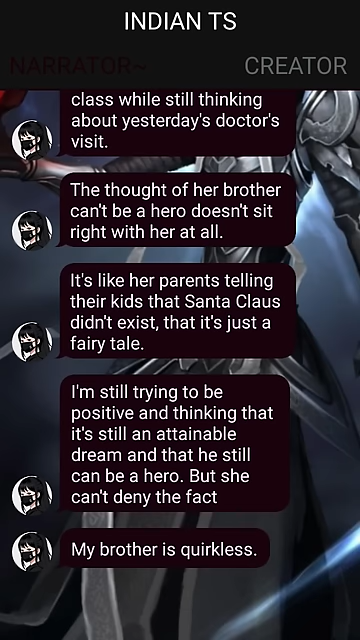 INDIAN TS
NARRATOR~ CREATOR
class while still thinking
about yesterday's doctor's
visit.
The thought of her brother
can't be a hero doesn't sit
right with her at all.
It's like her parents telling
their kids that Santa Claus
didn't exist, that it's just a
fairy tale.
I'm still trying to be
positive and thinking that
it's still an attainable
dream and that he still
can be a hero. But she
can't deny the fact
My brother is quirkless.